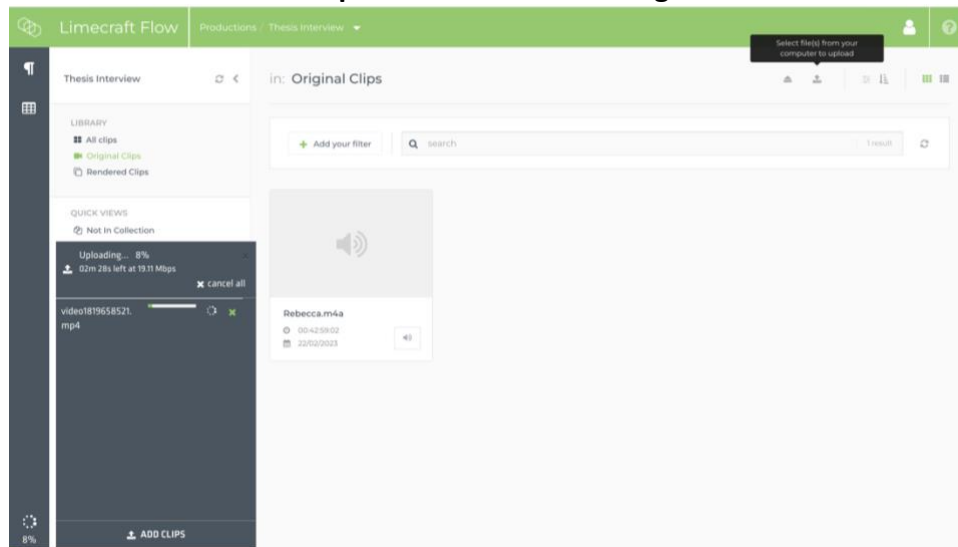 Limecraft Flow
Productions / Thesis Interview
Select file(s) from your
computer to upload
Thesis Interview
in: Original Clips
LIBRARY
All clips
Original Clips
Rendered Clips
Add your filter
search
1 result
QUICK VIEWS
Not In Collection
Uploading... 8%
02m 28s left at 19.11 Mbps
cancel all
video1819658521.
mp4
Rebecca.m4a
00:42:59:02
22/02/2023
ADD CLIPS
8%